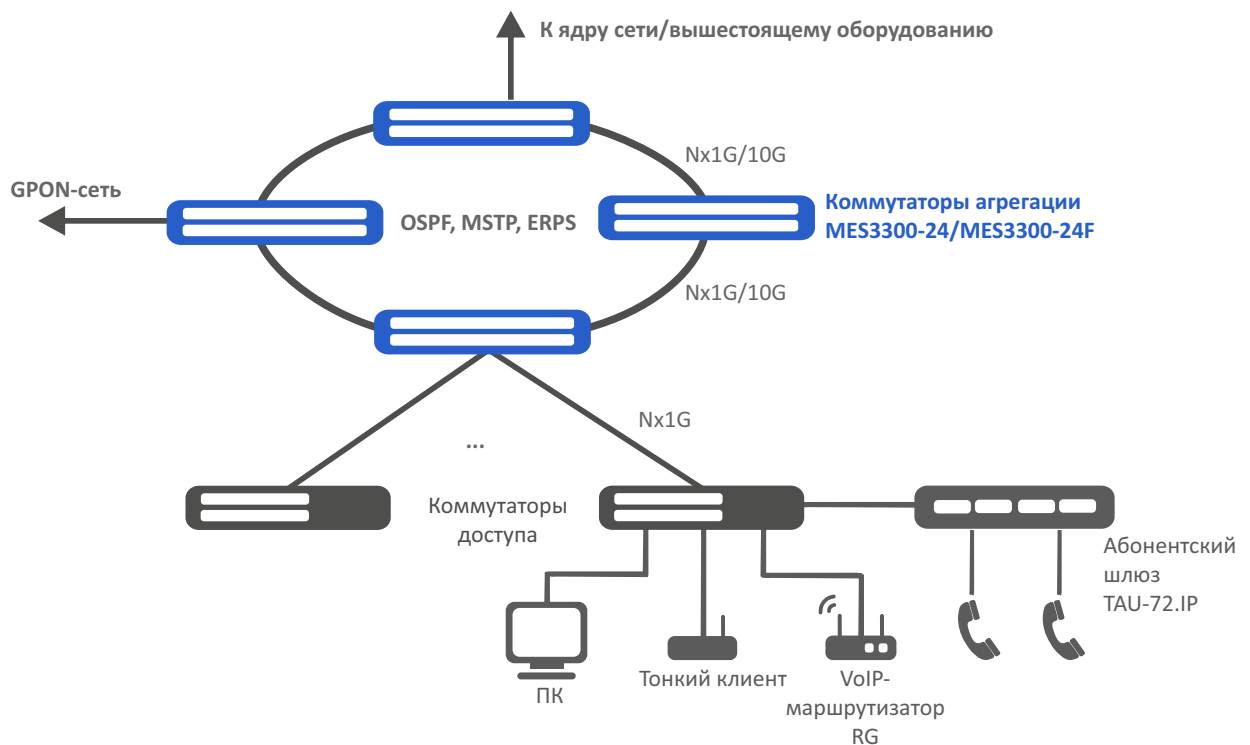 К ядру сети/вышестоящему оборудованию
Nx1G/10G
GPON-сеть
OSPF, MSTP, ERPS
Коммутаторы агрегации
MES3300-24/MES3300-24F
Nx1G/10G
Nx1G
...
Коммутаторы
доступа
Абонентский
шлюз
TAU-72.IP
ПК
Тонкий клиент
VoIP-
маршрутизатор
RG